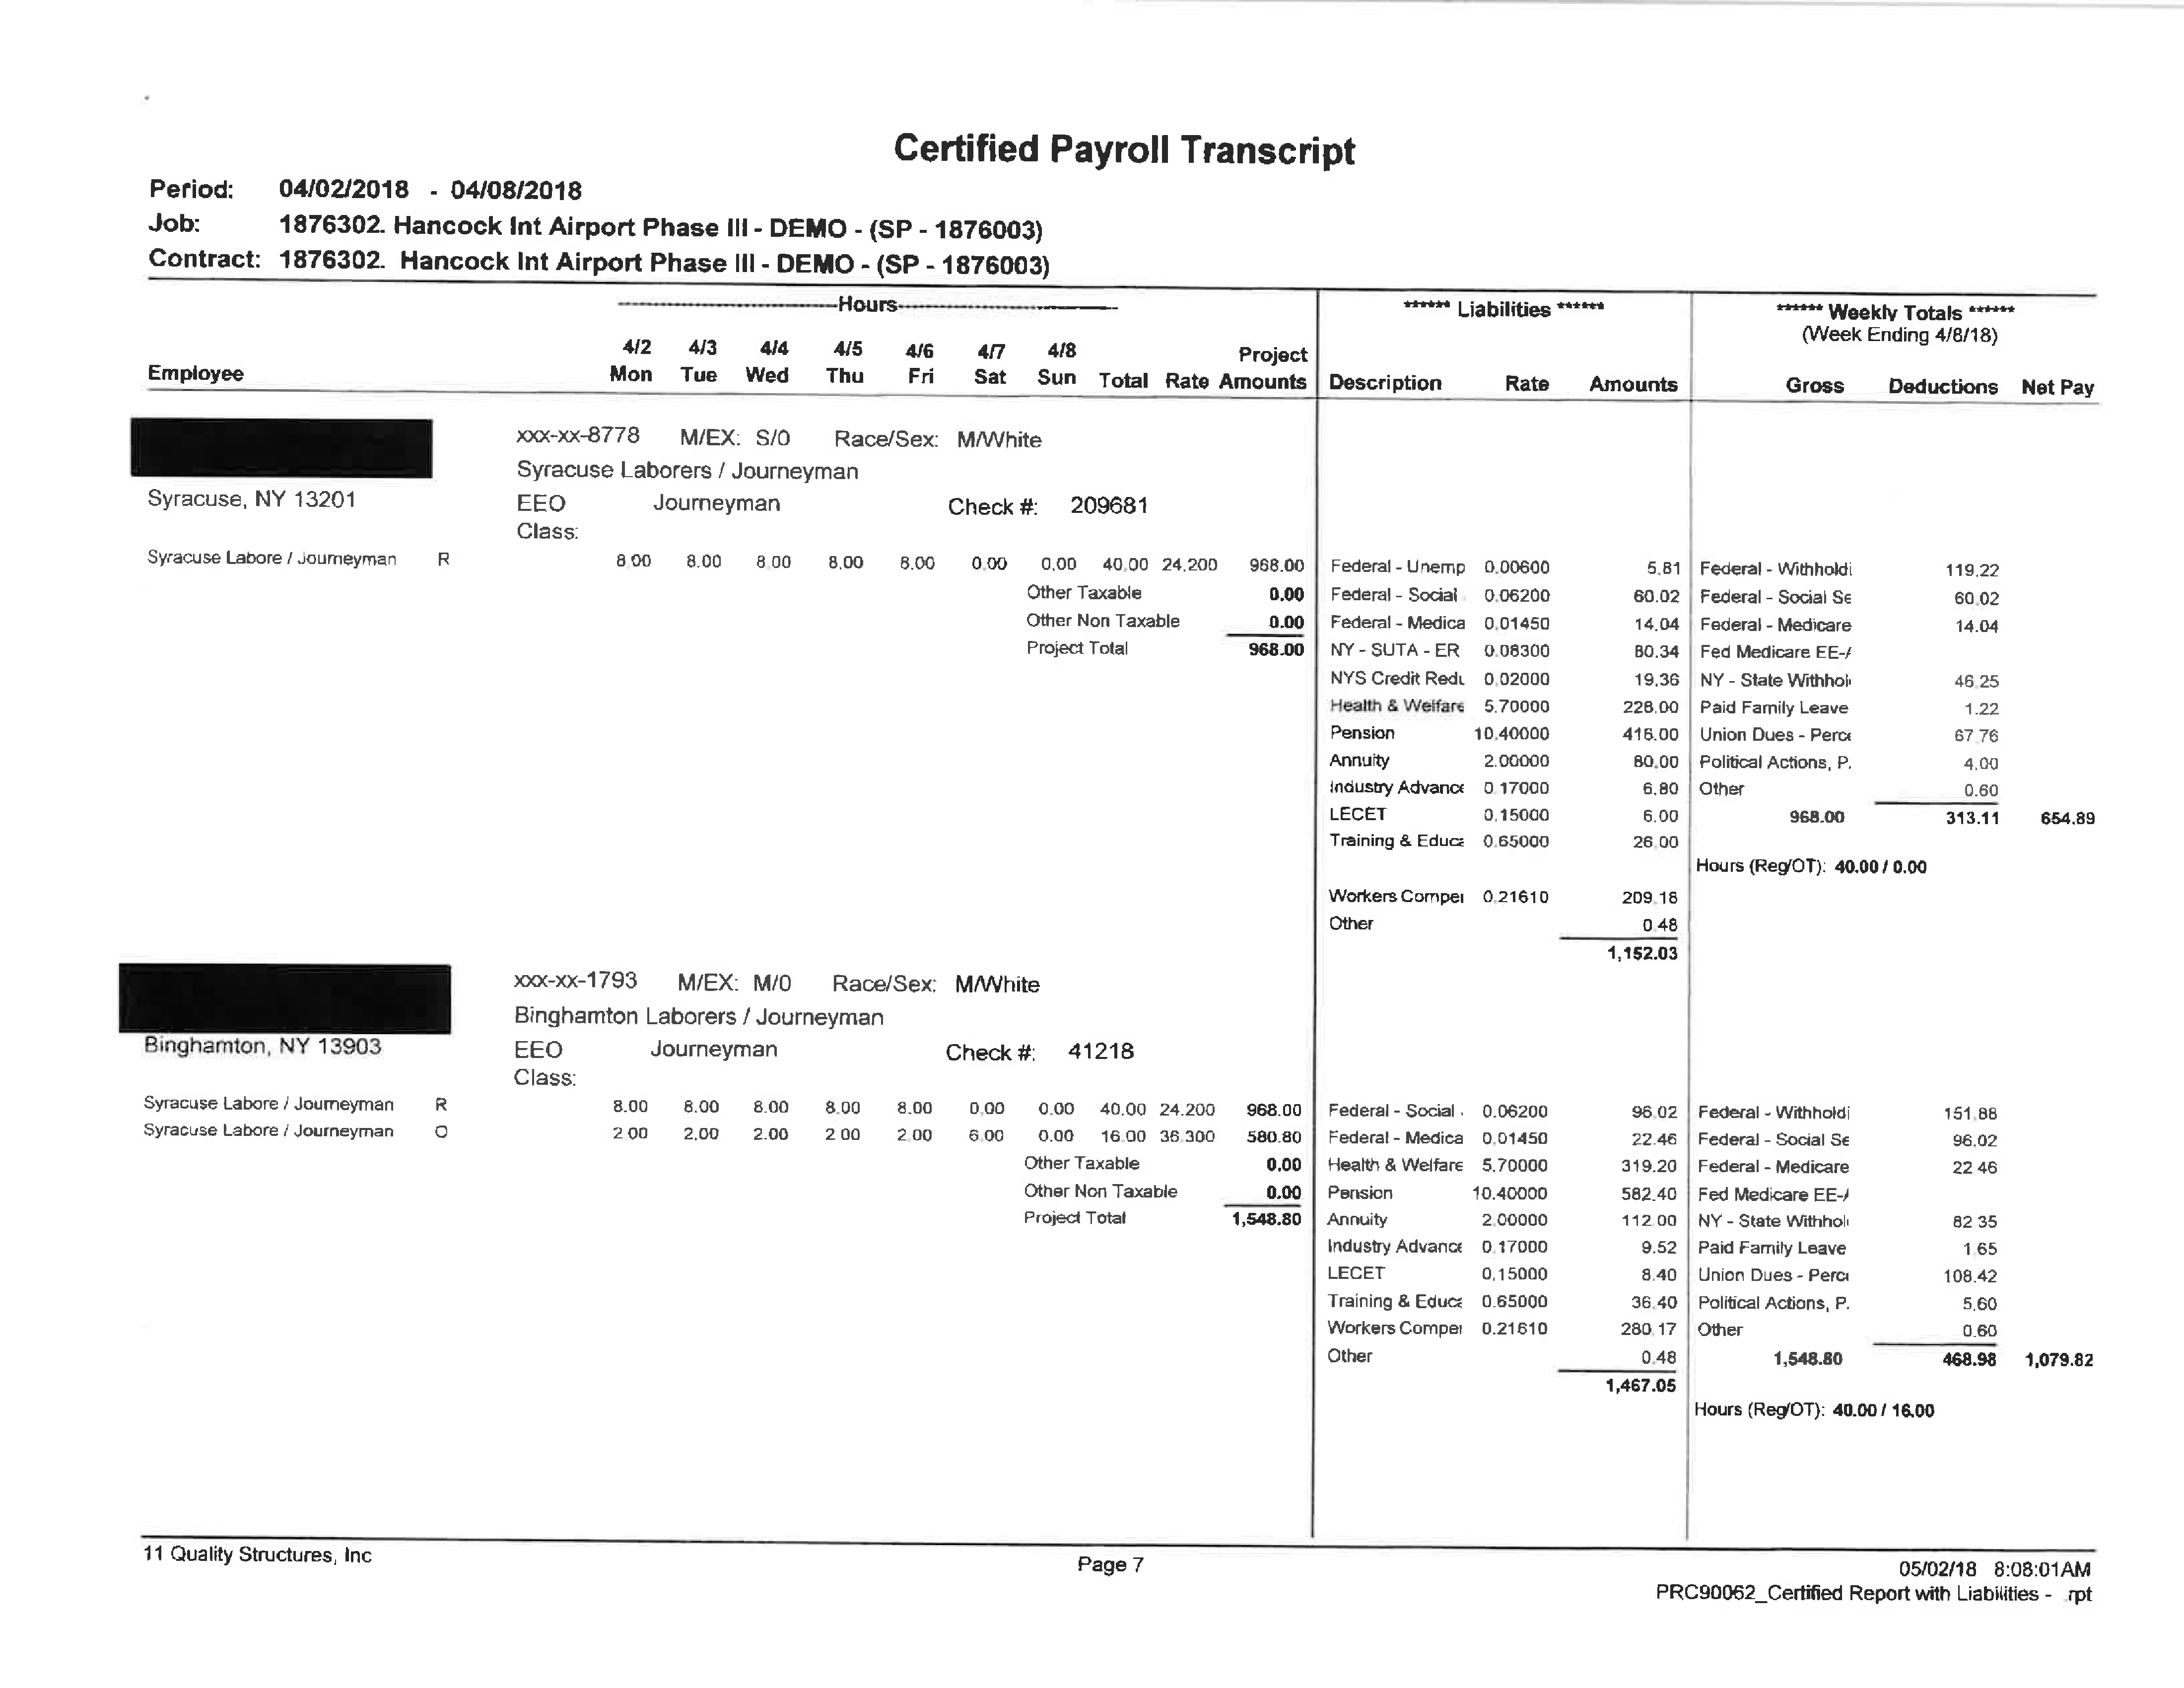 Certified Payroll Transcript
Period: 04/02/2018 - 04/08/2018
Job: 1876302. Hancock Int Airport Phase III - DEMO - (SP - 1876003)
Contract: 1876302. Hancock Int Airport Phase III - DEMO - (SP - 1876003)
Hours ****** Liabilities ****** ****** Weekly Totals ******
(Week Ending 4/8/18)
4/2 4/3 4/4 4/5 4/6 4/7 4/8 Project
Employee Mon Tue Wed Thu Fri Sat Sun Total Rate Amounts Description Rate Amounts Gross Deductions Net Pay
xxx-xx-8778 M/EX: S/0 Race/Sex: M/White
Syracuse Laborers / Journeyman
Syracuse, NY 13201 EEO Journeyman Check #: 209681
Class:
Syracuse Labore / Journeyman R 8.00 8.00 8.00 8.00 8.00 0.00 0.00 40.00 24.200 968.00 Federal - Unemp 0.00600 5.81 Federal - Withholdi 119.22
Other Taxable 0.00 Federal - Social 0.06200 60.02 Federal - Social Se 60.02
Other Non Taxable 0.00 Federal - Medica 0.01450 14.04 Federal - Medicare 14.04
Project Total 968.00 NY - SUTA - ER 0.08300 80.34 Fed Medicare EE-A
NYS Credit Redu 0.02000 19.36 NY - State Withhol 46.25
Health & Welfare 5.70000 228.00 Paid Family Leave 1.22
Pension 10.40000 416.00 Union Dues - Perce 67.76
Annuity 2.00000 80.00 Political Actions, P. 4.00
Industry Advance 0.17000 6.80 Other 0.60
LECET 0.15000 6.00 968.00 313.11 654.89
Training & Educa 0.65000 26.00
Hours (Reg/OT): 40.00 / 0.00
Workers Compe 0.21610 209.18
Other 0.48
1,152.03
xxx-xx-1793 M/EX: M/0 Race/Sex: M/White
Binghamton Laborers / Journeyman
Binghamton, NY 13903 EEO Journeyman Check #: 41218
Class:
Syracuse Labore / Journeyman R 8.00 8.00 8.00 8.00 8.00 0.00 0.00 40.00 24.200 968.00 Federal - Social 0.06200 96.02 Federal - Withholdi 151.88
Syracuse Labore / Journeyman O 2.00 2.00 2.00 2.00 2.00 6.00 0.00 16.00 36.300 580.80 Federal - Medica 0.01450 22.46 Federal - Social Se 96.02
Other Taxable 0.00 Health & Welfare 5.70000 319.20 Federal - Medicare 22.46
Other Non Taxable 0.00 Pension 10.40000 582.40 Fed Medicare EE-A
Project Total 1,548.80 Annuity 2.00000 112.00 NY - State Withhol 82.35
Industry Advance 0.17000 9.52 Paid Family Leave 1.65
LECET 0.15000 8.40 Union Dues - Perc 108.42
Training & Educa 0.65000 36.40 Political Actions, P. 5.60
Workers Compe 0.21610 280.17 Other 0.60
Other 0.48 1,548.80 468.98 1,079.82
1,467.05
Hours (Reg/OT): 40.00 / 16.00
11 Quality Structures, Inc Page 7 05/02/18 8:08:01AM
PRC90062_Certified Report with Liabilities - .rpt